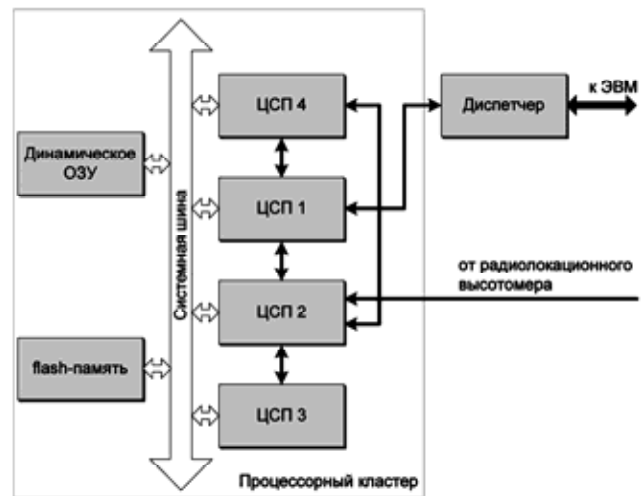 ЦСП 4
Диспетчер
к ЭВМ
Динамическое
ОЗУ
Системная шина
ЦСП 1
от радиолокационного
высотомера
ЦСП 2
flash-память
ЦСП 3
Процессорный кластер